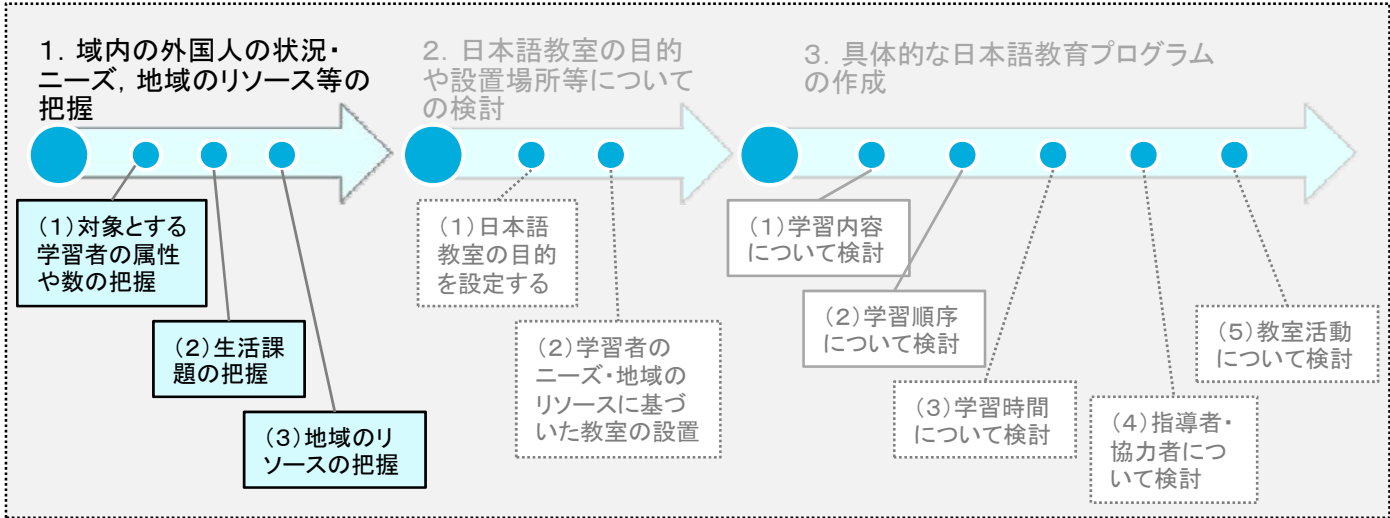 1．域内の外国人の状況・
ニーズ，地域のリソース等の
把握
（1）対象とする
学習者の属性
や数の把握
（2）生活課
題の把握
（3）地域のリ
ソースの把握
2．日本語教室の目的
や設置場所等について
の検討
（1）日本語
教室の目的
を設定する
（2）学習者の
ニーズ・地域の
リソースに基づ
いた教室の設置
3．具体的な日本語教育プログラム
の作成
（1）学習内容
について検討
（2）学習順序
について検討
（3）学習時間
について検討
（4）指導者・
協力者につ
いて検討
（5）教室活動
について検討